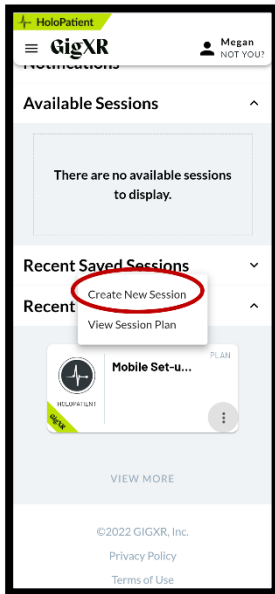 HoloPatient
GigXR
Megan
NOT YOU?
Notifications
Available Sessions
There are no available sessions
to display.
Recent Saved Sessions
Create New Session
Recent
View Session Plan
PLAN
Mobile Set-u...
HOLOPATIENT
GigXR
VIEW MORE
©2022 GIGXR, Inc.
Privacy Policy
Terms of Use